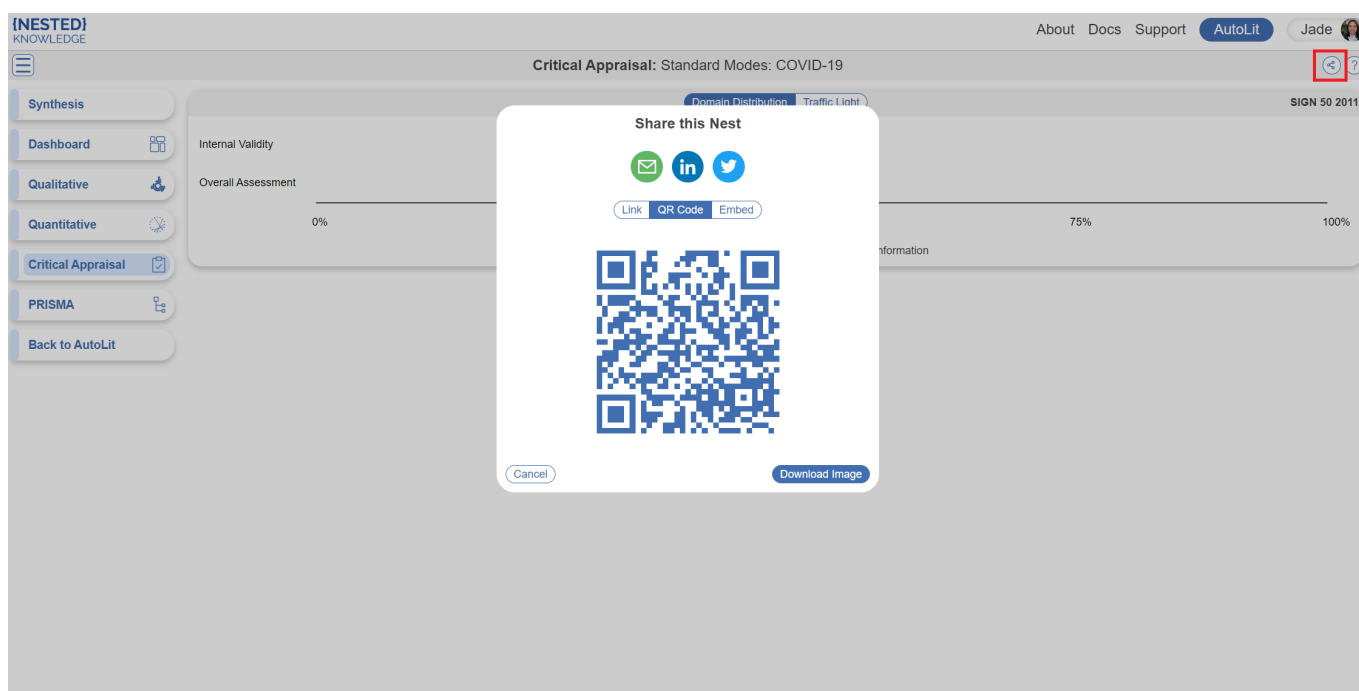 {NESTED}
KNOWLEDGE
About Docs Support AutoLit Jade
Critical Appraisal: Standard Modes: COVID-19
?
Synthesis
Dashboard
Qualitative
Quantitative
Critical Appraisal
PRISMA
Back to AutoLit
Domain Distribution Traffic Light
SIGN 50 2011
Internal Validity
Overall Assessment
0%
75%
100%
nformation
Share this Nest
in
Link QR Code Embed
Cancel
Download Image